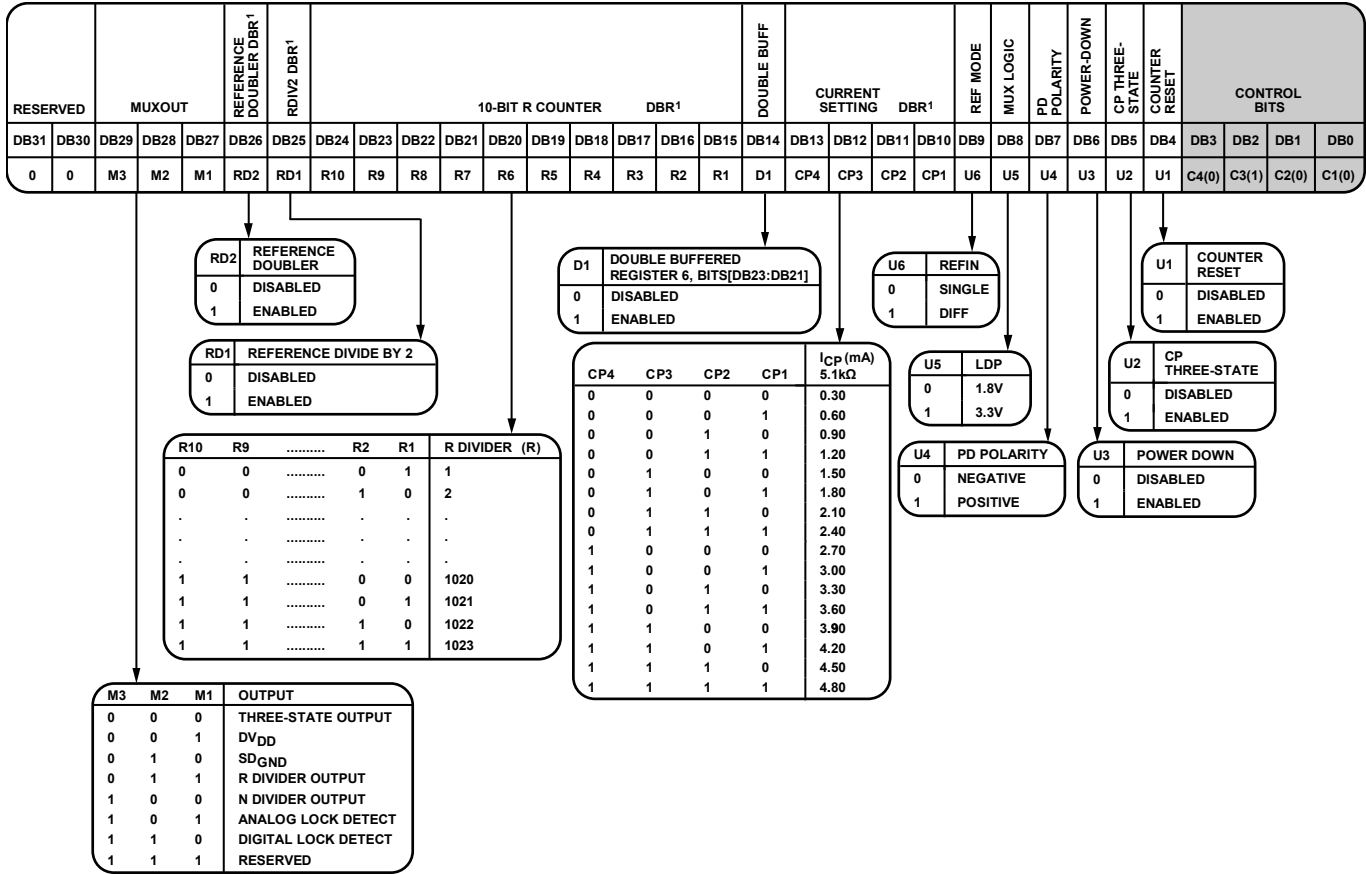 RESERVED MUXOUT REFERENCE DOUBLER DBR¹ RDIV2 DBR¹ 10-BIT R COUNTER DBR¹ DOUBLE BUFF CURRENT SETTING DBR¹ REF MODE MUX LOGIC PD POLARITY POWER-DOWN CP THREE-STATE COUNTER RESET CONTROL BITS
DB31 DB30 DB29 DB28 DB27 DB26 DB25 DB24 DB23 DB22 DB21 DB20 DB19 DB18 DB17 DB16 DB15 DB14 DB13 DB12 DB11 DB10 DB9 DB8 DB7 DB6 DB5 DB4 DB3 DB2 DB1 DB0
0 0 M3 M2 M1 RD2 RD1 R10 R9 R8 R7 R6 R5 R4 R3 R2 R1 D1 CP4 CP3 CP2 CP1 U6 U5 U4 U3 U2 U1 C4(0) C3(1) C2(0) C1(0)
RD2 REFERENCE DOUBLER
0 DISABLED
1 ENABLED
RD1 REFERENCE DIVIDE BY 2
0 DISABLED
1 ENABLED
R10 R9 .......... R2 R1 R DIVIDER (R)
0 0 .......... 0 1 1
0 0 .......... 1 0 2
. . .......... . . .
. . .......... . . .
. . .......... . . .
1 1 .......... 0 0 1020
1 1 .......... 0 1 1021
1 1 .......... 1 0 1022
1 1 .......... 1 1 1023
M3 M2 M1 OUTPUT
0 0 0 THREE-STATE OUTPUT
0 0 1 DVDD
0 1 0 SDGND
0 1 1 R DIVIDER OUTPUT
1 0 0 N DIVIDER OUTPUT
1 0 1 ANALOG LOCK DETECT
1 1 0 DIGITAL LOCK DETECT
1 1 1 RESERVED
D1 DOUBLE BUFFERED
REGISTER 6, BITS[DB23:DB21]
0 DISABLED
1 ENABLED
CP4 CP3 CP2 CP1 ICP (mA)
5.1kΩ
0 0 0 0 0.30
0 0 0 1 0.60
0 0 1 0 0.90
0 0 1 1 1.20
0 1 0 0 1.50
0 1 0 1 1.80
0 1 1 0 2.10
0 1 1 1 2.40
1 0 0 0 2.70
1 0 0 1 3.00
1 0 1 0 3.30
1 0 1 1 3.60
1 1 0 0 3.90
1 1 0 1 4.20
1 1 1 0 4.50
1 1 1 1 4.80
U6 REFIN
0 SINGLE
1 DIFF
U5 LDP
0 1.8V
1 3.3V
U4 PD POLARITY
0 NEGATIVE
1 POSITIVE
U1 COUNTER RESET
0 DISABLED
1 ENABLED
U2 CP
THREE-STATE
0 DISABLED
1 ENABLED
U3 POWER DOWN
0 DISABLED
1 ENABLED